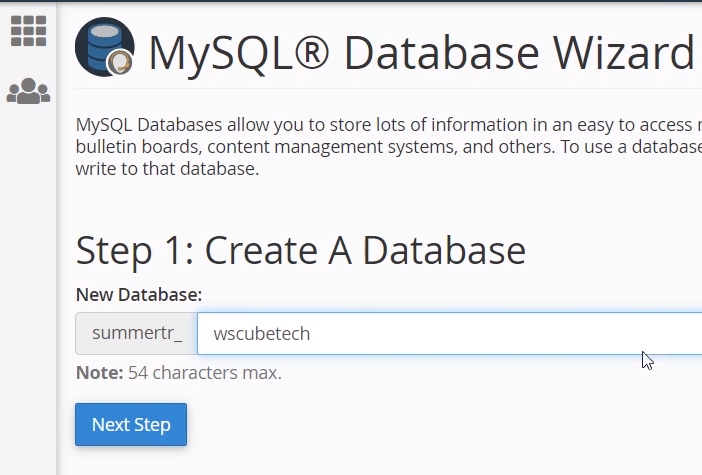 MySQL® Database Wizard
MySQL Databases allow you to store lots of information in an easy to access
bulletin boards, content management systems, and others. To use a database
write to that database.
Step 1: Create A Database
New Database:
summertr_ wscubetech
Note: 54 characters max.
Next Step